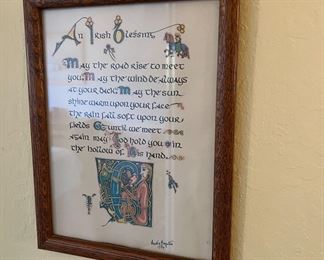 An Irish Blessing
May the road rise to meet
you. May the wind be always
at your back. May the sun
shine warm upon your face
the rain fall soft upon your
fields & until we meet
again may God hold you in
the hollow of His hand.